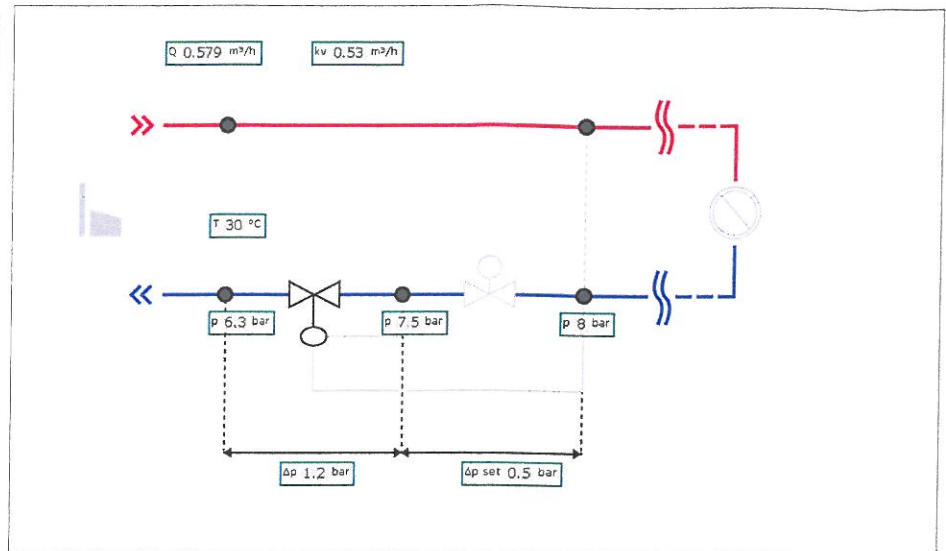 Q 0.579 m³/h
kv 0.53 m³/h
T 30 °C
p 6.3 bar
p 7.5 bar
p 8 bar
Δp 1.2 bar
Δp set 0.5 bar